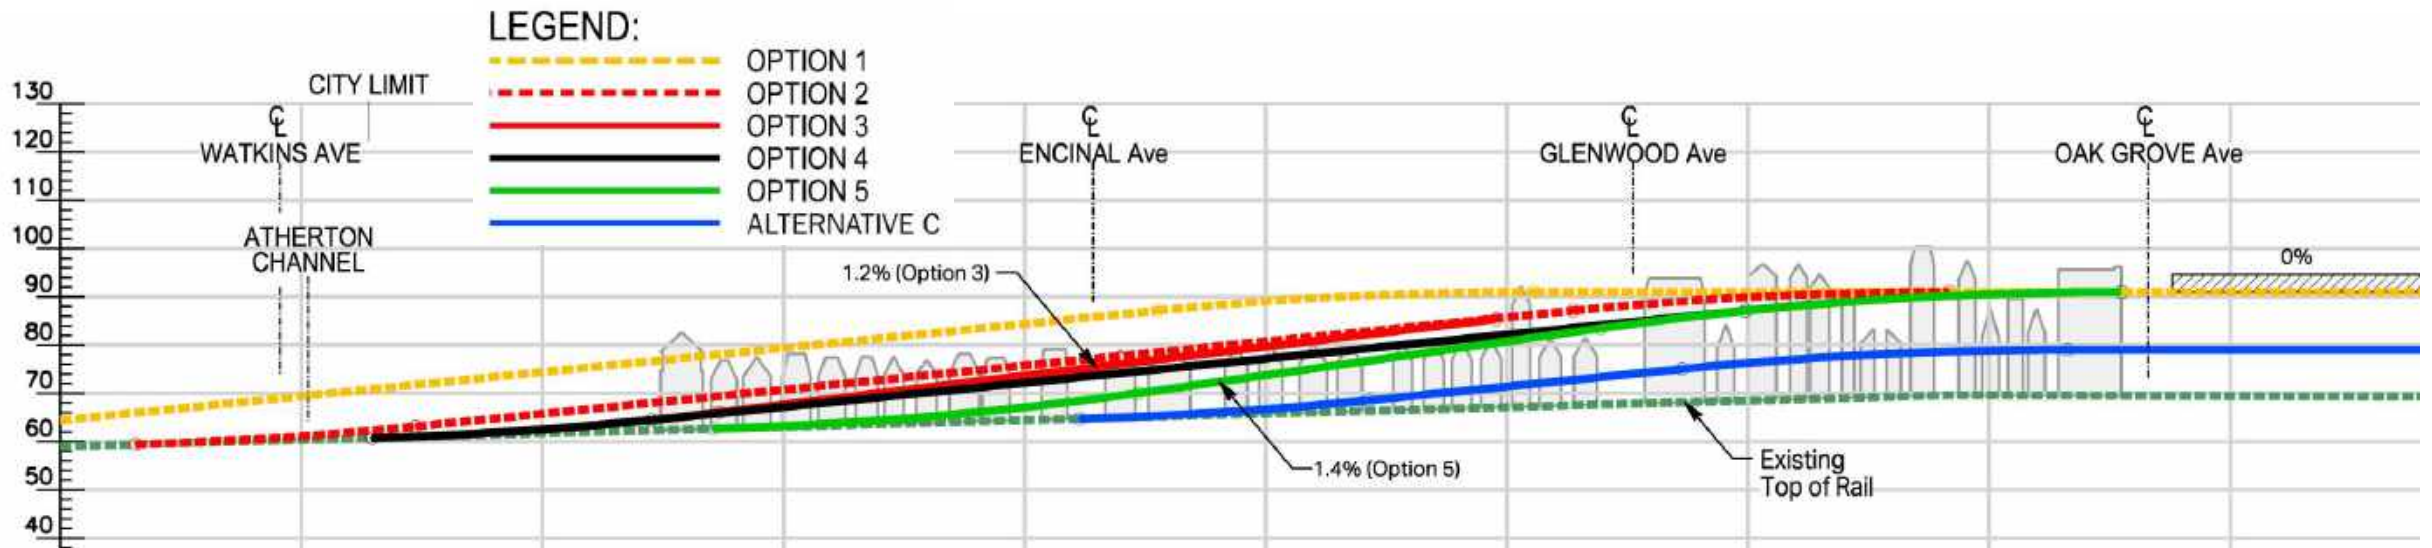 LEGEND:
OPTION 1
OPTION 2
OPTION 3
OPTION 4
OPTION 5
ALTERNATIVE C
CITY LIMIT
℄
WATKINS AVE
ATHERTON
CHANNEL
℄
ENCINAL Ave
℄
GLENWOOD Ave
℄
OAK GROVE Ave
130
120
110
100
90
80
70
60
50
40
1.2% (Option 3)
1.4% (Option 5)
0%
Existing
Top of Rail